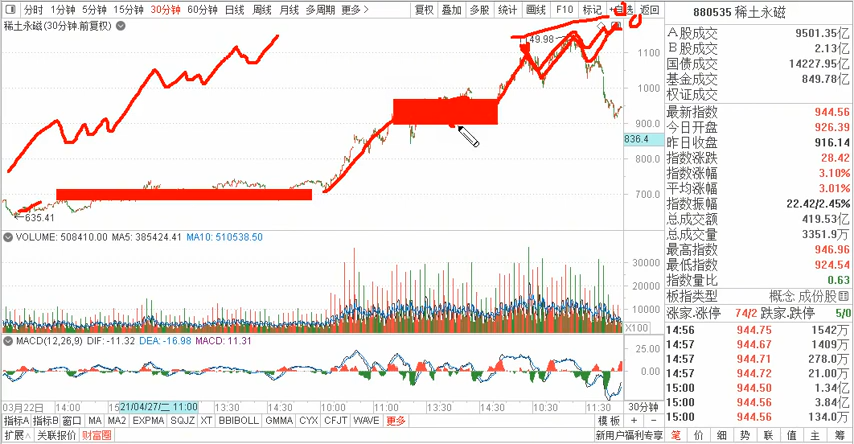 分时 1分钟 5分钟 15分钟 30分钟 60分钟 日线 周线 月线 多周期 更多〉 复权 叠加 多股 统计 画线 F10 标记 +自选 返回
稀土永磁(30分钟.前复权)
880535 稀土永磁
A股成交 9501.35亿
B股成交 2.13亿
国债成交 14227.95亿
基金成交 849.78亿
权证成交
最新指数 944.56
今日开盘 926.39
昨日收盘 916.14
指数涨跌 28.42
指数涨幅 3.10%
平均涨幅 3.01%
指数振幅 22.42/2.45%
总成交额 419.53亿
总成交量 3351.9万
最高指数 946.96
最低指数 924.54
指数量比 0.63
板指类型 概念 成份股
涨家.涨停 74/2 跌家.跌停 5/0
14:56 944.75 1542万
14:57 944.67 1409万
14:57 944.71 278.0万
14:57 944.72 21.00万
15:00 944.50 1.34亿
15:00 944.56 3.84亿
15:00 944.56 134.0万
笔 价 细 势 联 值 主 筹
49.98
1100
1000
900.0
836.4
800.0
700.0
635.41
VOLUME: 508410.00 MA5: 385424.41 MA10: 510538.50
30000
20000
10000
X100
MACD(12,26,9) DIF: -11.32 DEA: -16.98 MACD: 11.31
25.00
0.00
03月22日 14:00 21/04/27/二 11:00 13:30 14:30 11:00 13:30 14:30 10:30 11:30 30分钟
指标A 指标B 窗口 MA MA2 EXPMA SQJZ XT BBIBOLL GMMA CYX CFJT WAVE 更多 模板 + －
扩展∧ 关联报价 财富圈 新用户福利专享